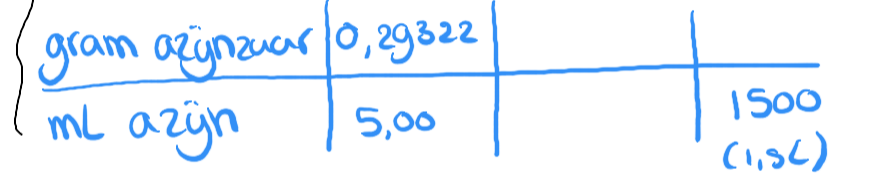 gram azijnzuur 0,29322
mL azijn 5,00 1500
(1,5L)